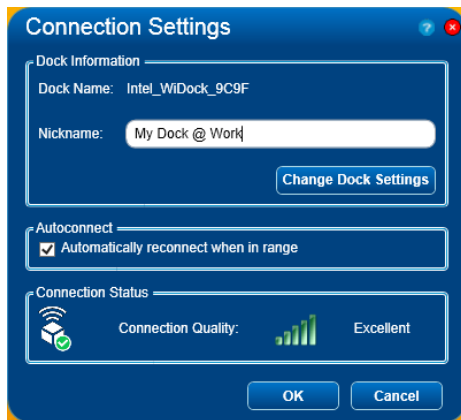 Connection Settings
?
Dock Information
Dock Name: Intel_WiDock_9C9F
Nickname: My Dock @ Work
Change Dock Settings
Autoconnect
Automatically reconnect when in range
Connection Status
Connection Quality: Excellent
OK Cancel